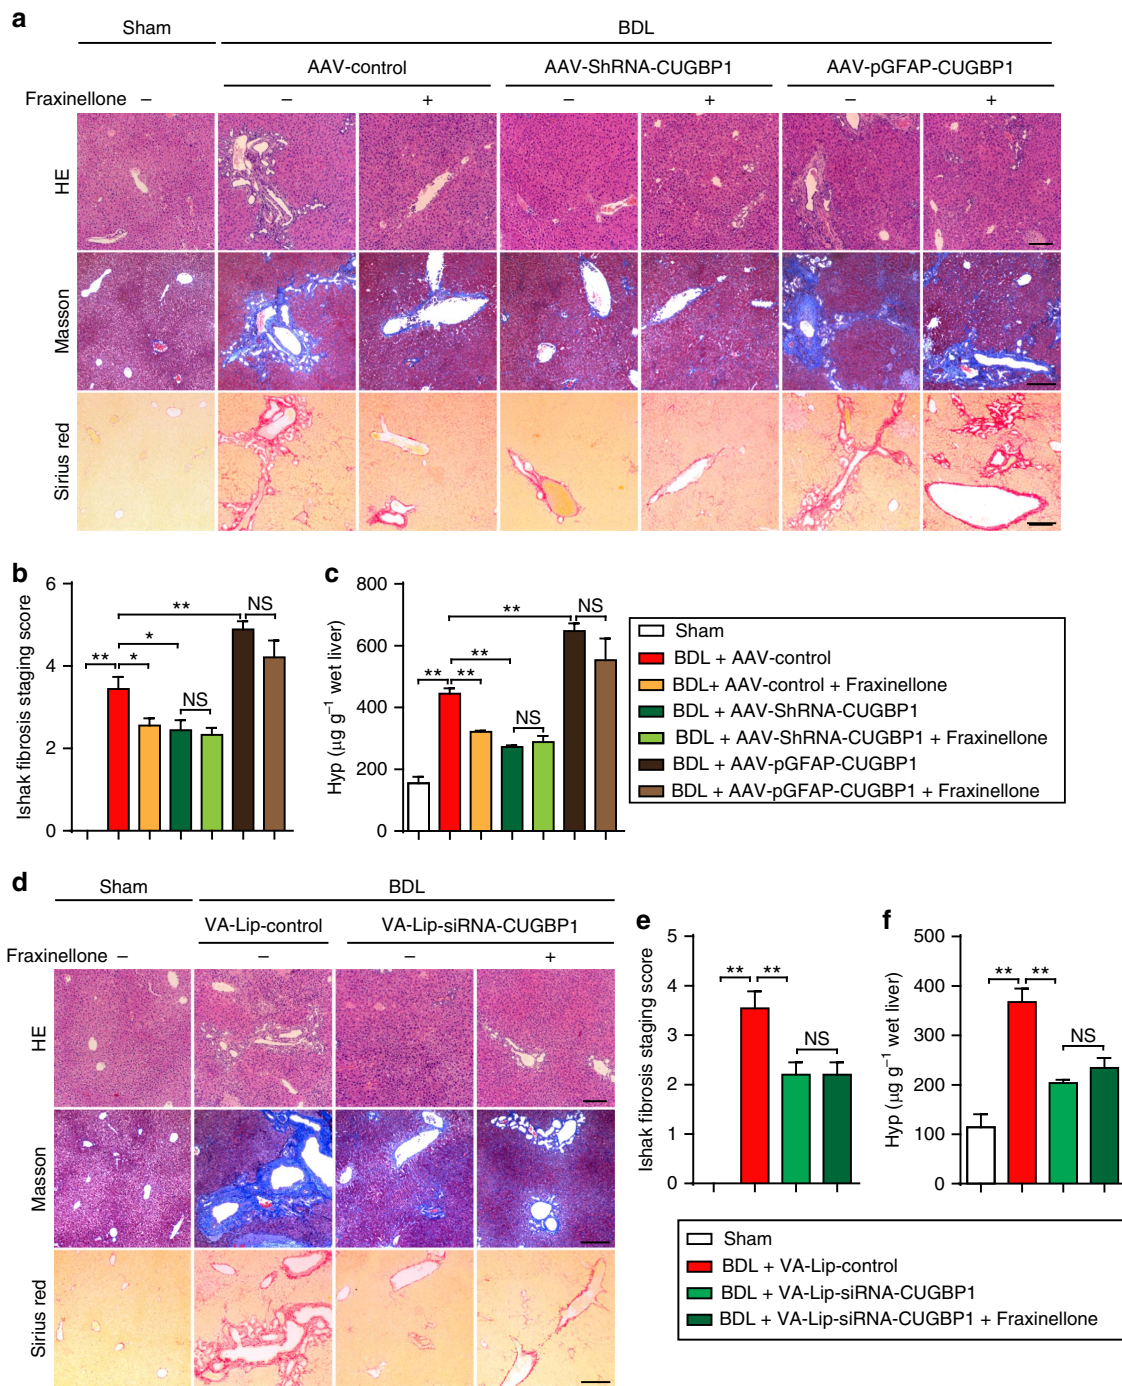 a
Sham
BDL
AAV-control
AAV-ShRNA-CUGBP1
AAV-pGFAP-CUGBP1
Fraxinellone − − + − + − +
HE
Masson
Sirius red
b
Ishak fibrosis staging score
6
4
2
0
**
*
*
**
NS
NS
c
Hyp (µg g⁻¹ wet liver)
800
600
400
200
0
**
**
**
**
NS
NS
Sham
BDL + AAV-control
BDL+ AAV-control + Fraxinellone
BDL + AAV-ShRNA-CUGBP1
BDL + AAV-ShRNA-CUGBP1 + Fraxinellone
BDL + AAV-pGFAP-CUGBP1
BDL + AAV-pGFAP-CUGBP1 + Fraxinellone
d
Sham
BDL
VA-Lip-control
VA-Lip-siRNA-CUGBP1
Fraxinellone − − − +
HE
Masson
Sirius red
e
Ishak fibrosis staging score
5
4
3
2
1
0
**
**
NS
f
Hyp (µg g⁻¹ wet liver)
500
400
300
200
100
0
**
**
NS
Sham
BDL + VA-Lip-control
BDL + VA-Lip-siRNA-CUGBP1
BDL + VA-Lip-siRNA-CUGBP1 + Fraxinellone